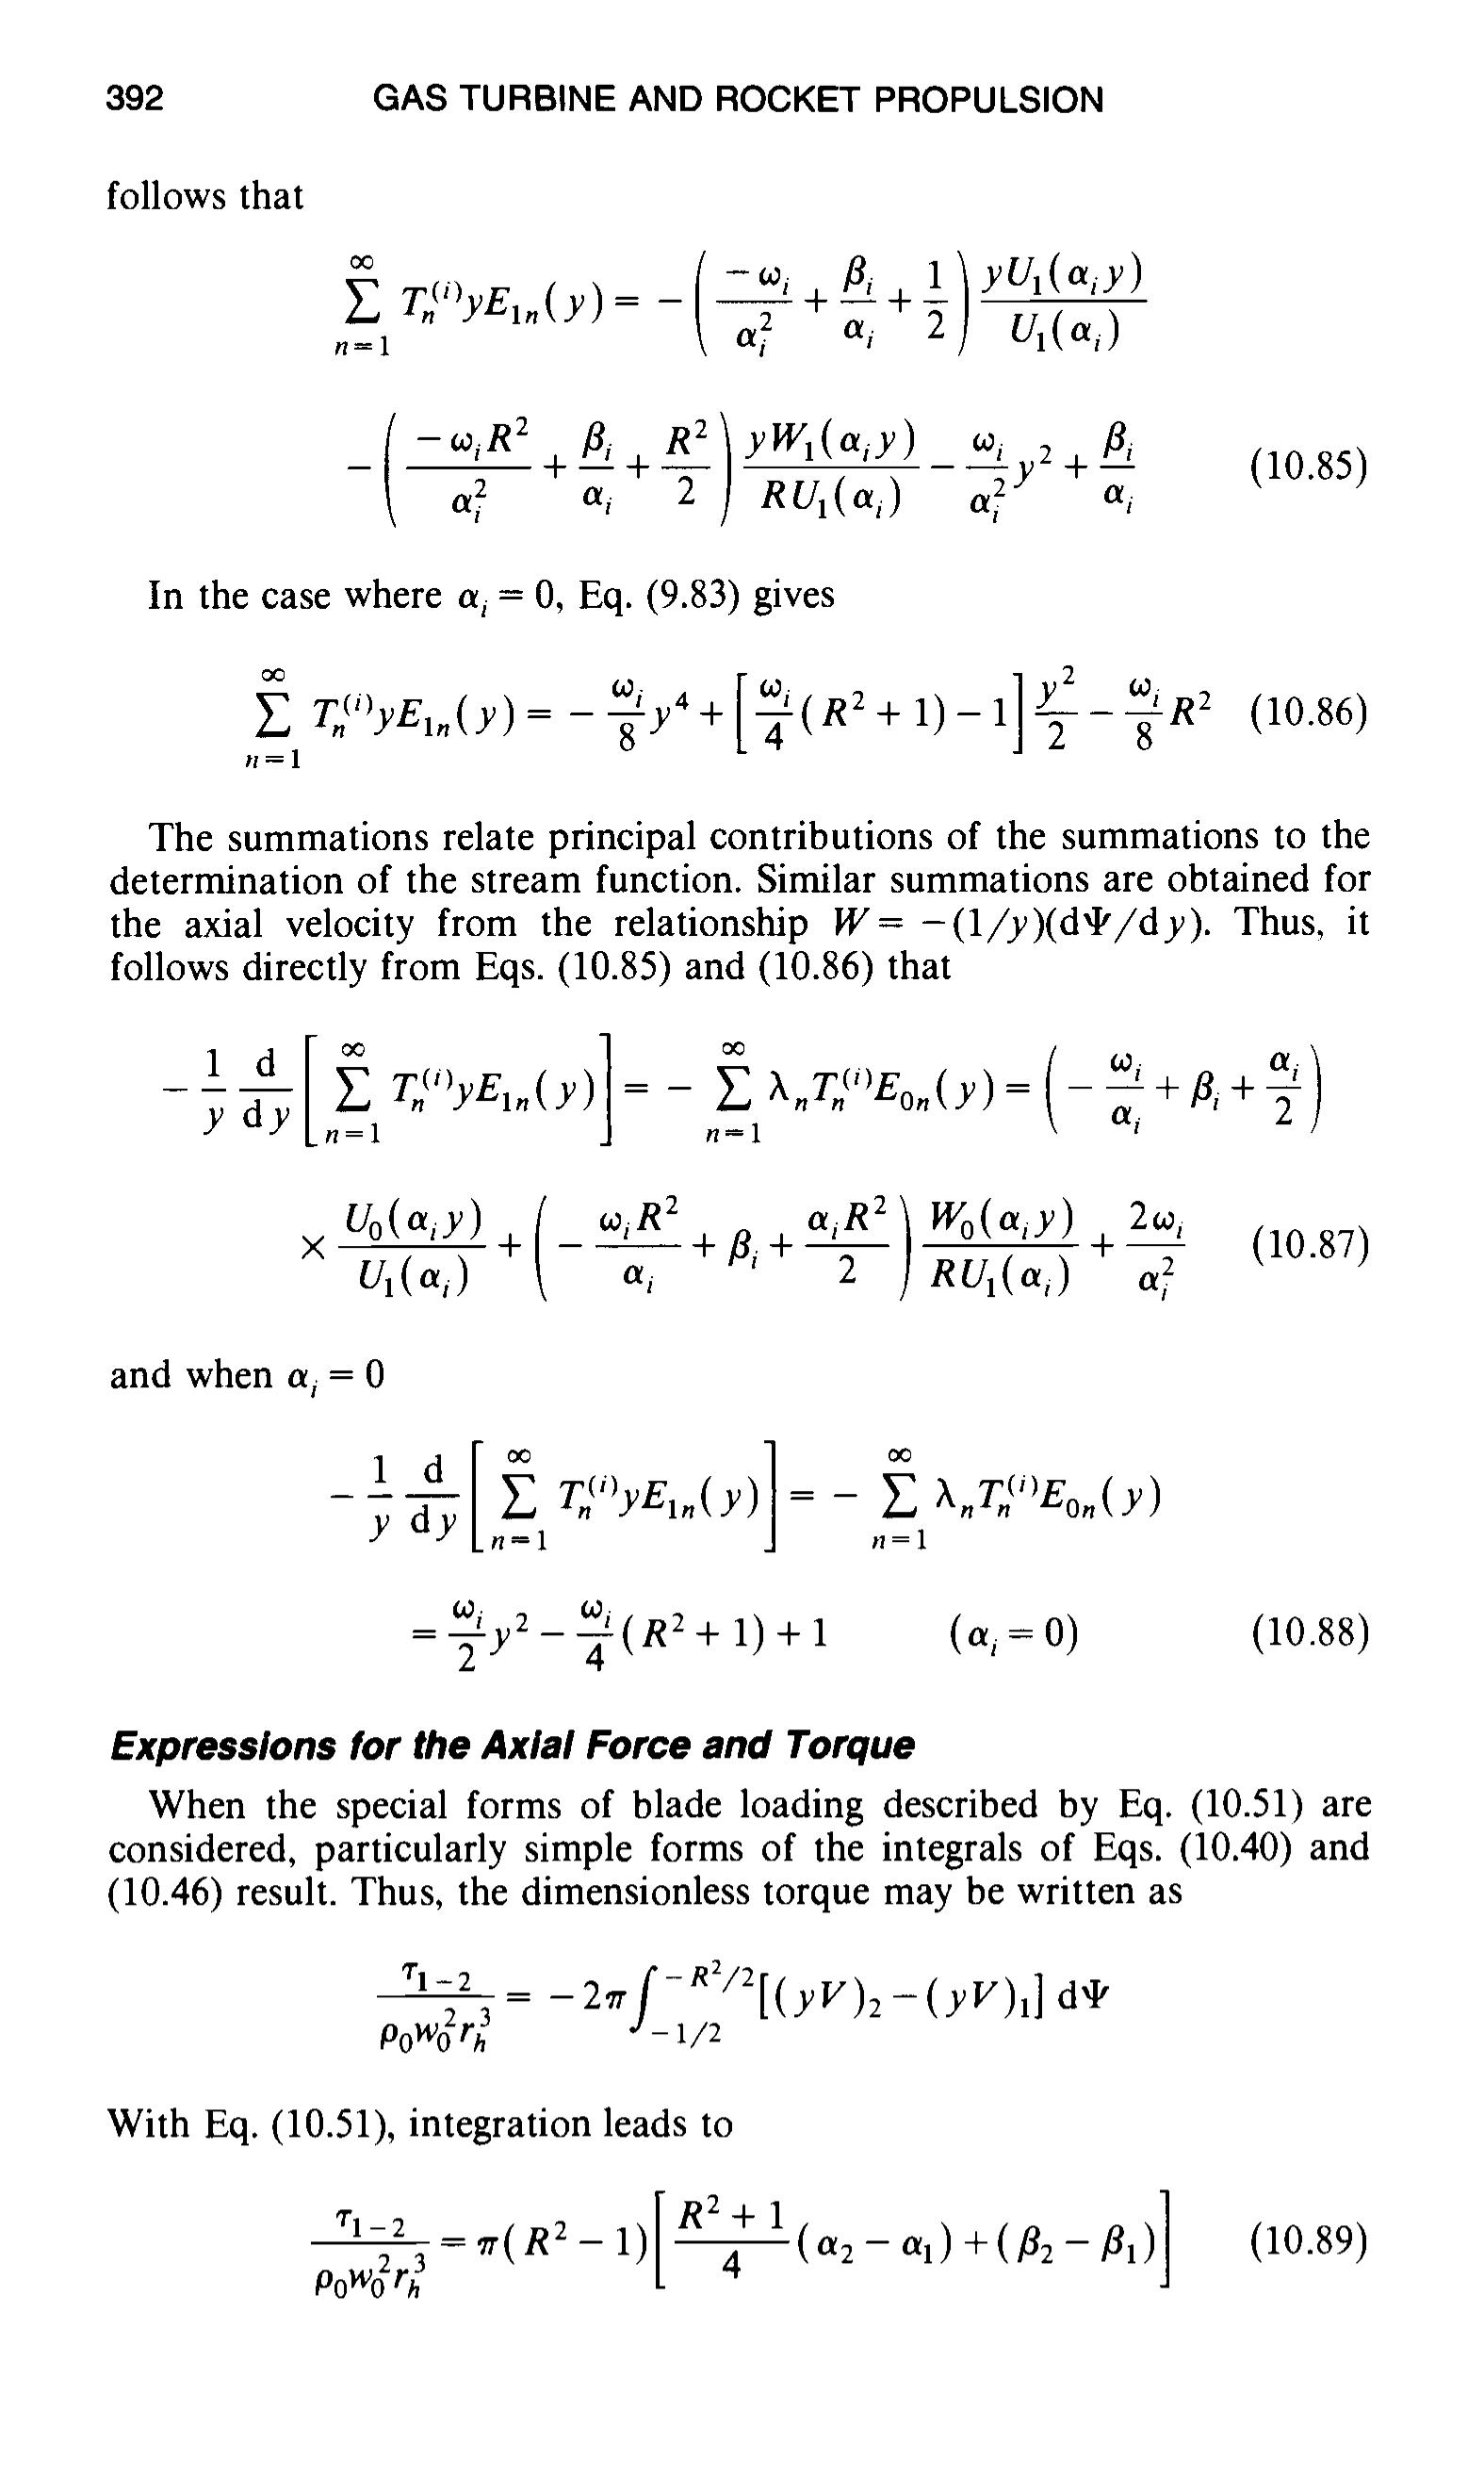 392 GAS TURBINE AND ROCKET PROPULSION
follows that
$$\sum_{n=1}^{\infty} T_n^{(i)} y E_{1n}(y) = -\left( \frac{-\omega_i}{\alpha_i^2} + \frac{\beta_i}{\alpha_i} + \frac{1}{2} \right) \frac{y U_1(\alpha_i y)}{U_1(\alpha_i)}$$
$$-\left( \frac{-\omega_i R^2}{\alpha_i^2} + \frac{\beta_i}{\alpha_i} + \frac{R^2}{2} \right) \frac{y W_1(\alpha_i y)}{R U_1(\alpha_i)} - \frac{\omega_i}{\alpha_i^2} y^2 + \frac{\beta_i}{\alpha_i} \quad (10.85)$$
In the case where $\alpha_i = 0$, Eq. (9.83) gives
$$\sum_{n=1}^{\infty} T_n^{(i)} y E_{1n}(y) = -\frac{\omega_i}{8} y^4 + \left[ \frac{\omega_i}{4} (R^2 + 1) - 1 \right] \frac{y^2}{2} - \frac{\omega_i}{8} R^2 \quad (10.86)$$
The summations relate principal contributions of the summations to the
determination of the stream function. Similar summations are obtained for
the axial velocity from the relationship $W = -(1/y)(d\Psi/dy)$. Thus, it
follows directly from Eqs. (10.85) and (10.86) that
$$-\frac{1}{y} \frac{d}{dy} \left[ \sum_{n=1}^{\infty} T_n^{(i)} y E_{1n}(y) \right] = -\sum_{n=1}^{\infty} \lambda_n T_n^{(i)} E_{0n}(y) = \left( -\frac{\omega_i}{\alpha_i} + \beta_i + \frac{\alpha_i}{2} \right)$$
$$\times \frac{U_0(\alpha_i y)}{U_1(\alpha_i)} + \left( -\frac{\omega_i R^2}{\alpha_i} + \beta_i + \frac{\alpha_i R^2}{2} \right) \frac{W_0(\alpha_i y)}{R U_1(\alpha_i)} + \frac{2\omega_i}{\alpha_i^2} \quad (10.87)$$
and when $\alpha_i = 0$
$$-\frac{1}{y} \frac{d}{dy} \left[ \sum_{n=1}^{\infty} T_n^{(i)} y E_{1n}(y) \right] = -\sum_{n=1}^{\infty} \lambda_n T_n^{(i)} E_{0n}(y)$$
$$= \frac{\omega_i}{2} y^2 - \frac{\omega_i}{4} (R^2 + 1) + 1 \quad (\alpha_i = 0) \quad (10.88)$$
Expressions for the Axial Force and Torque
When the special forms of blade loading described by Eq. (10.51) are
considered, particularly simple forms of the integrals of Eqs. (10.40) and
(10.46) result. Thus, the dimensionless torque may be written as
$$\frac{\tau_{1-2}}{\rho_0 w_0^2 r_h^3} = -2\pi \int_{-1/2}^{-R^2/2} [(yV)_2 - (yV)_1] \, d\Psi$$
With Eq. (10.51), integration leads to
$$\frac{\tau_{1-2}}{\rho_0 w_0^2 r_h^3} = \pi (R^2 - 1) \left[ \frac{R^2 + 1}{4} (\alpha_2 - \alpha_1) + (\beta_2 - \beta_1) \right] \quad (10.89)$$